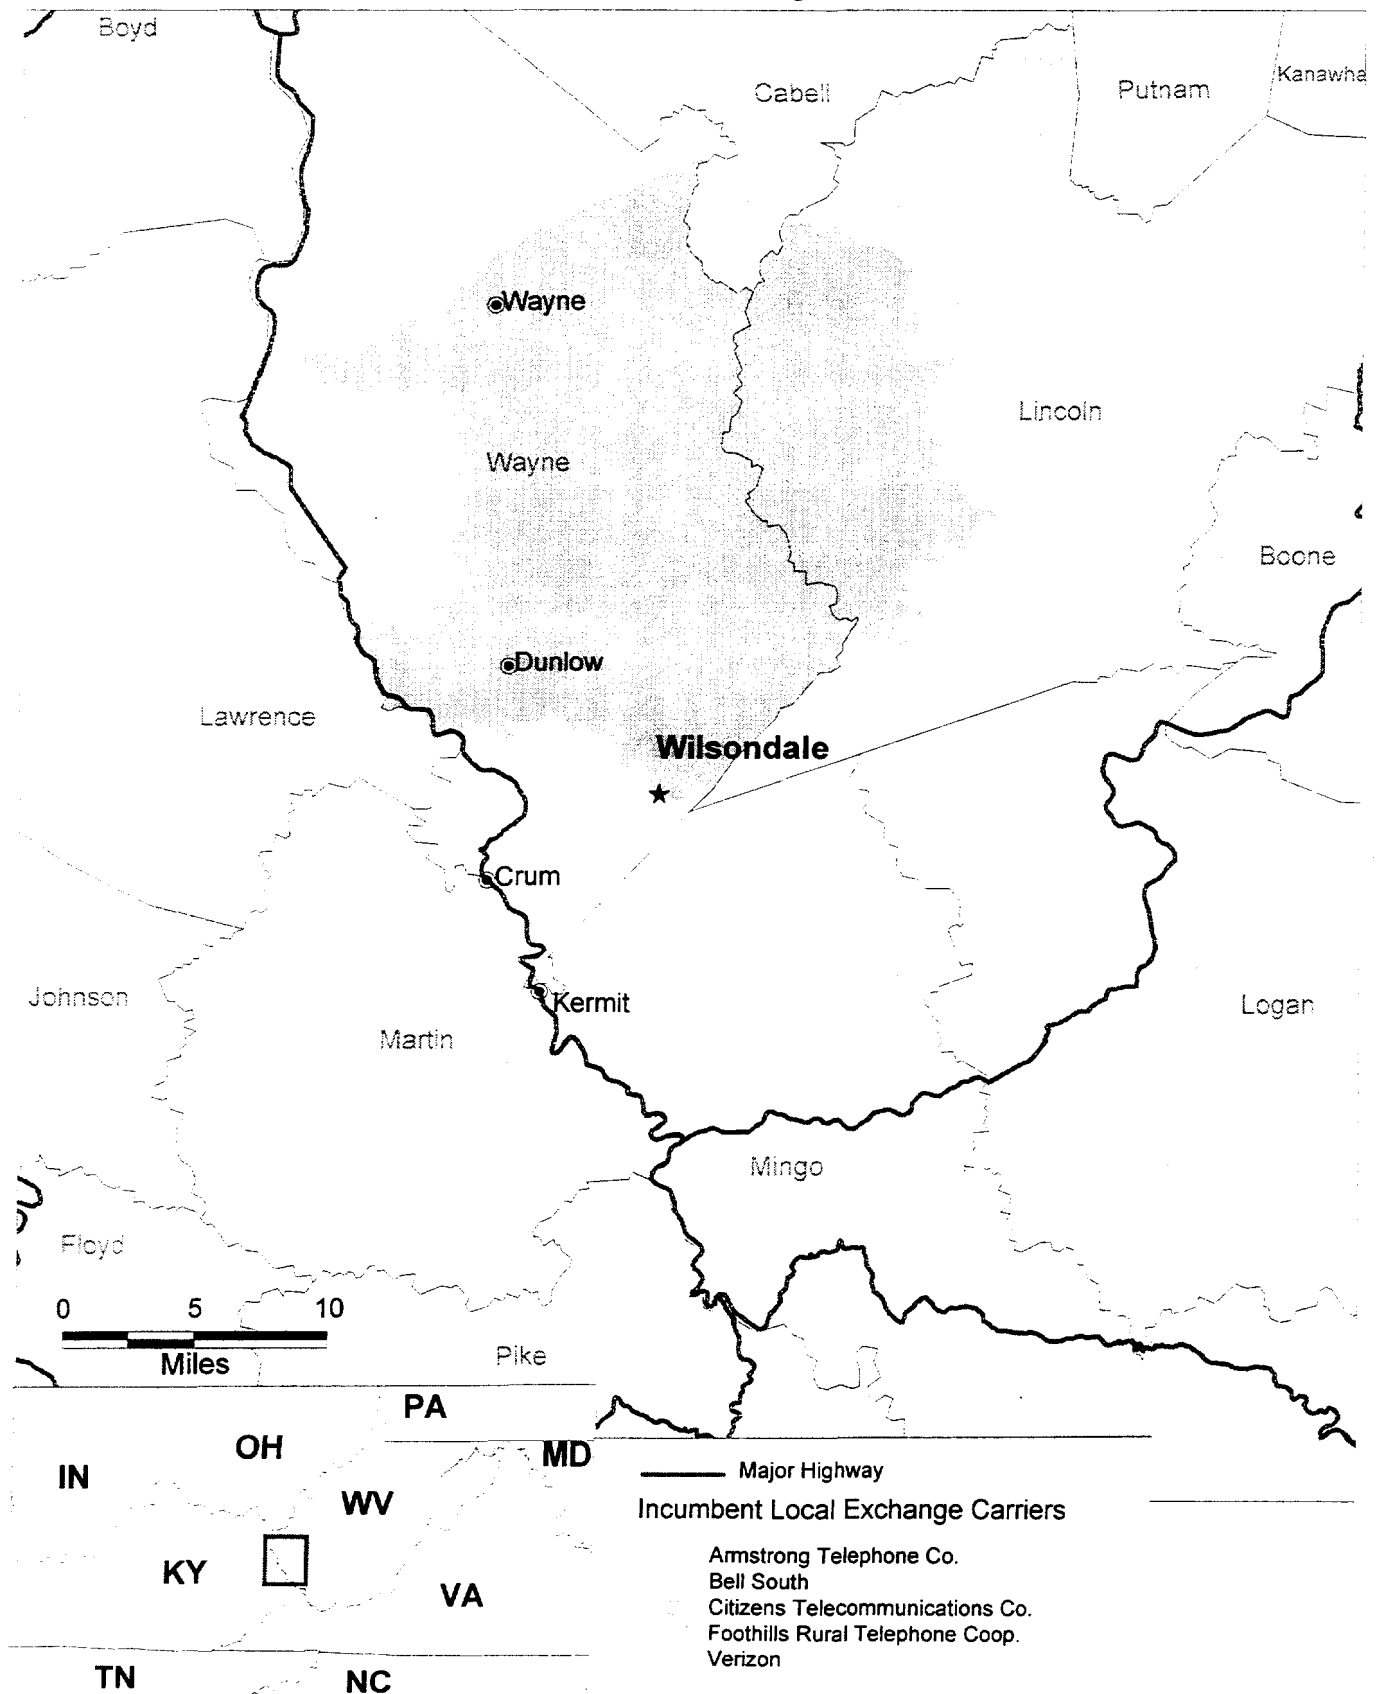 Boyd
Cabell
Putnam
Kanawha
Wayne
Lincoln
Wayne
Boone
Dunlow
Lawrence
Wilsondale
Crum
Johnson
Kermit
Logan
Martin
Mingo
Floyd
0 5 10
Miles
Pike
PA
OH
MD
IN
WV
KY
VA
TN
NC
Major Highway
Incumbent Local Exchange Carriers
Armstrong Telephone Co.
Bell South
Citizens Telecommunications Co.
Foothills Rural Telephone Coop.
Verizon